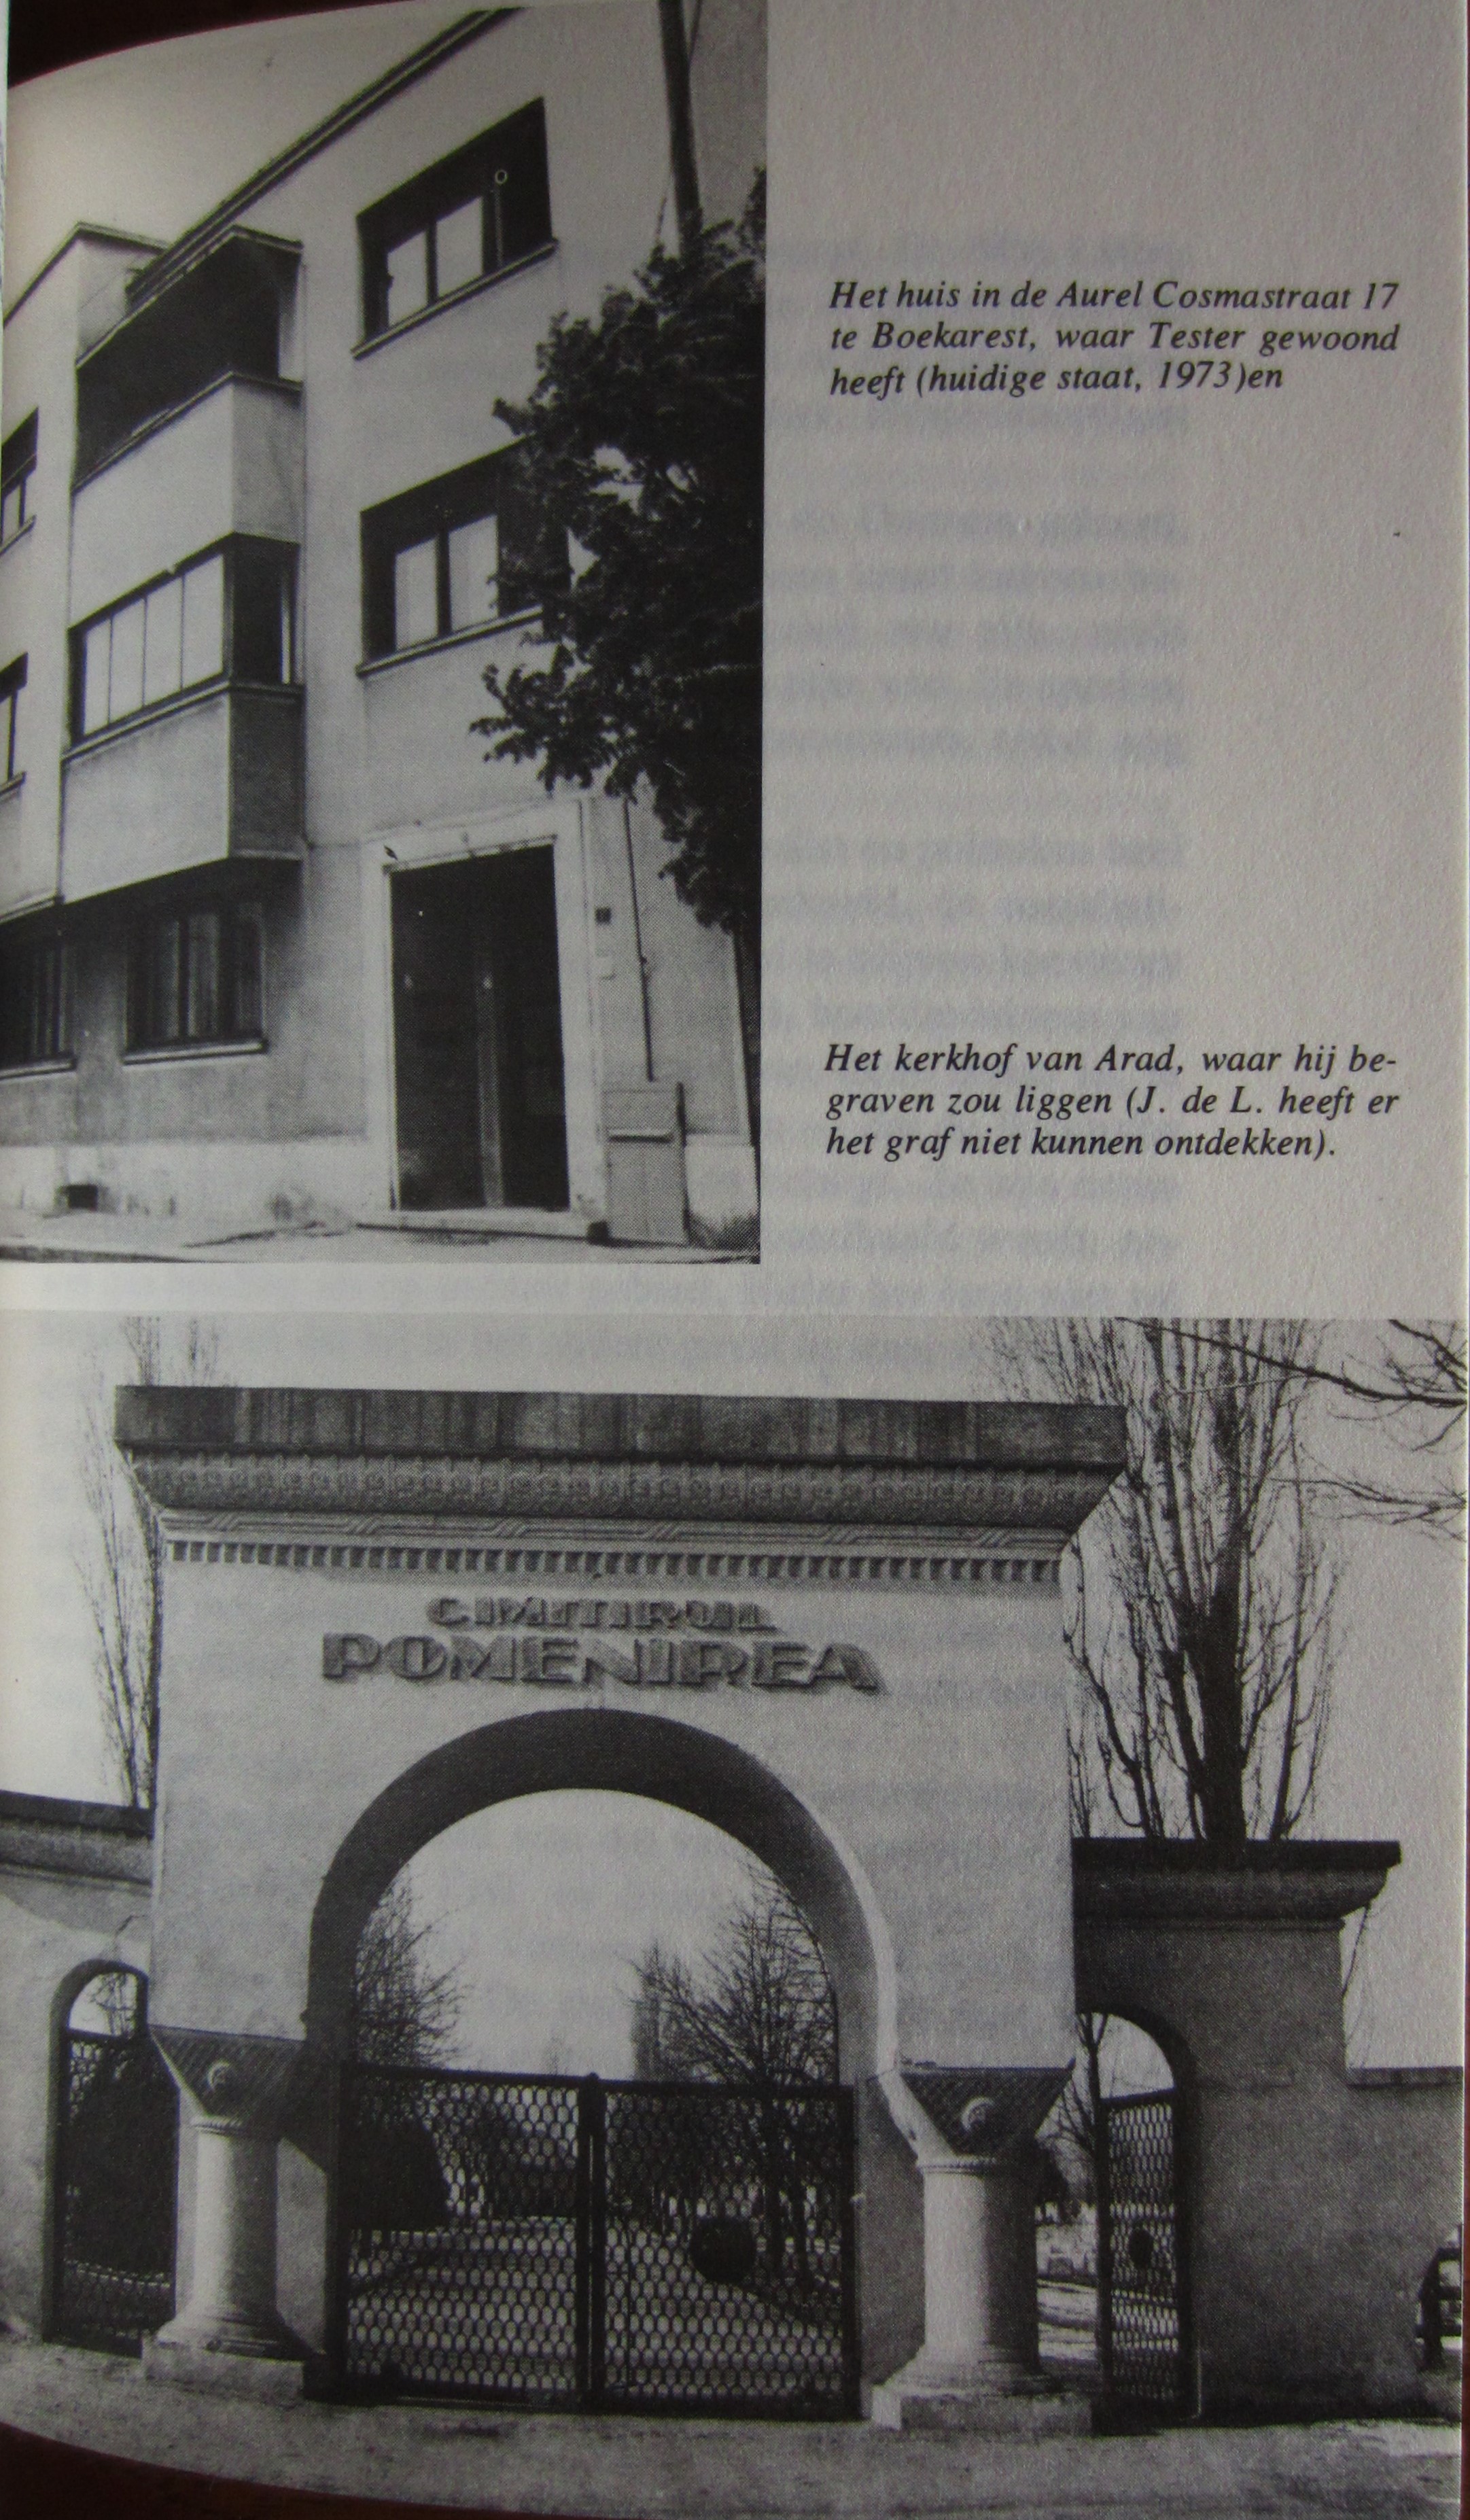 Het huis in de Aurel Cosmastraat 17
te Boekarest, waar Tester gewoond
heeft (huidige staat, 1973)en
Het kerkhof van Arad, waar hij be-
graven zou liggen (J. de L. heeft er
het graf niet kunnen ontdekken).
CIMITIRUL
POMENIREA